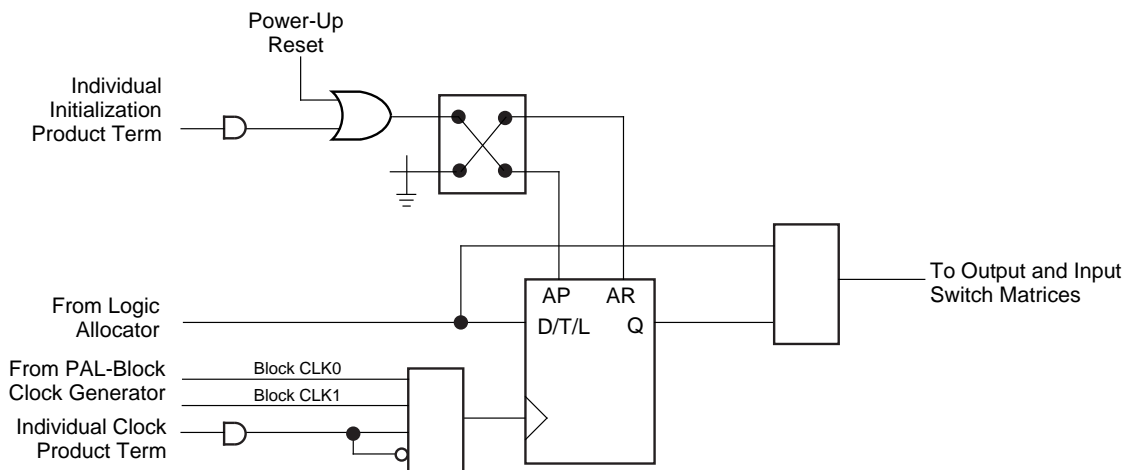 Power-Up
Reset
Individual
Initialization
Product Term
From Logic
Allocator
From PAL-Block
Clock Generator
Individual Clock
Product Term
Block CLK0
Block CLK1
AP AR
D/T/L Q
To Output and Input
Switch Matrices